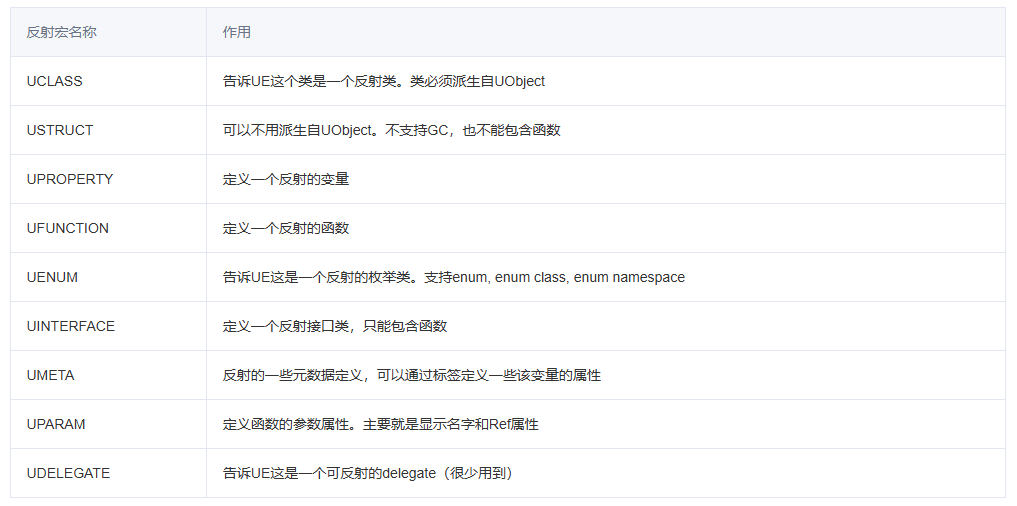 反射宏名称 作用
UCLASS 告诉UE这个类是一个反射类。类必须派生自UObject
USTRUCT 可以不用派生自UObject。不支持GC，也不能包含函数
UPROPERTY 定义一个反射的变量
UFUNCTION 定义一个反射的函数
UENUM 告诉UE这是一个反射的枚举类。支持enum, enum class, enum namespace
UINTERFACE 定义一个反射接口类，只能包含函数
UMETA 反射的一些元数据定义，可以通过标签定义一些该变量的属性
UPARAM 定义函数的参数属性。主要就是显示名字和Ref属性
UDELEGATE 告诉UE这是一个可反射的delegate（很少用到）